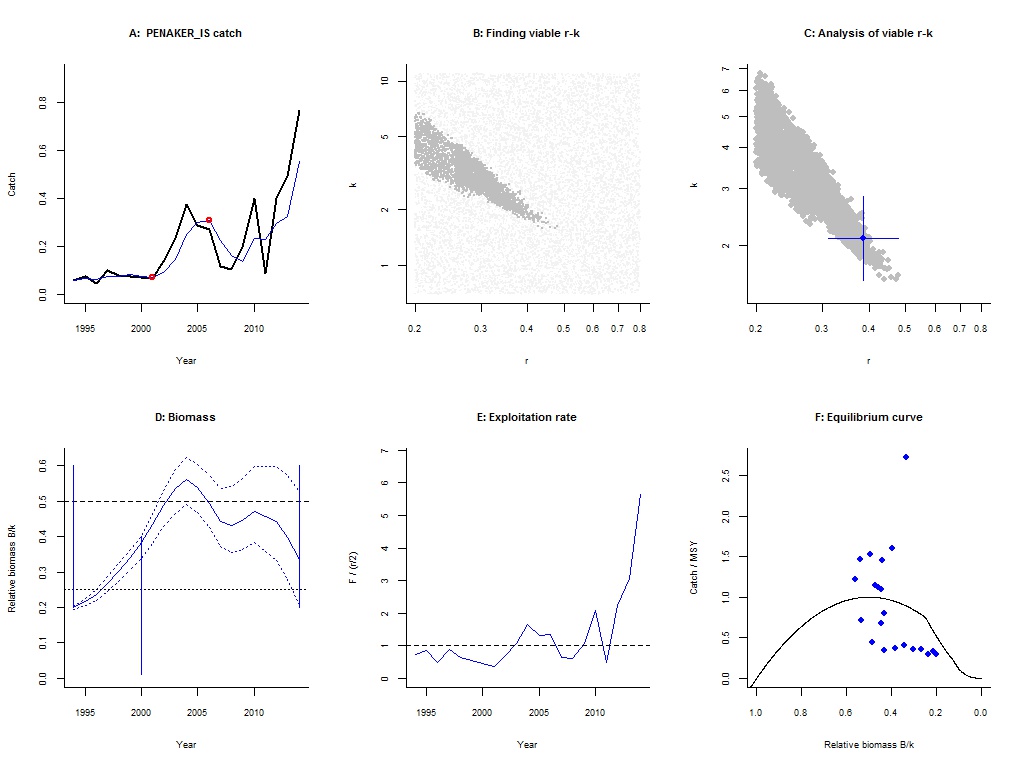 A: PENAKER_IS catch
B: Finding viable r-k
C: Analysis of viable r-k
Catch
0.0 0.2 0.4 0.6 0.8
1995 2000 2005 2010
Year
k
1 2 5 10
0.2 0.3 0.4 0.5 0.6 0.7 0.8
r
k
2 3 4 5 6 7
0.2 0.3 0.4 0.5 0.6 0.7 0.8
r
D: Biomass
E: Exploitation rate
F: Equilibrium curve
Relative biomass B/k
0.0 0.1 0.2 0.3 0.4 0.5 0.6
1995 2000 2005 2010
Year
F / (r/2)
0 1 2 3 4 5 6 7
1995 2000 2005 2010
Year
Catch / MSY
0.0 0.5 1.0 1.5 2.0 2.5
1.0 0.8 0.6 0.4 0.2 0.0
Relative biomass B/k